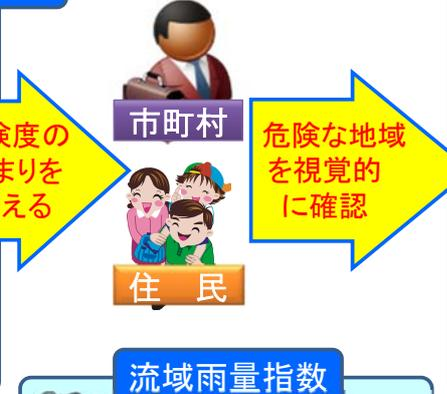 険度の
まりを
える
市町村
住　民
危険な地域
を視覚的
に確認
流域雨量指数